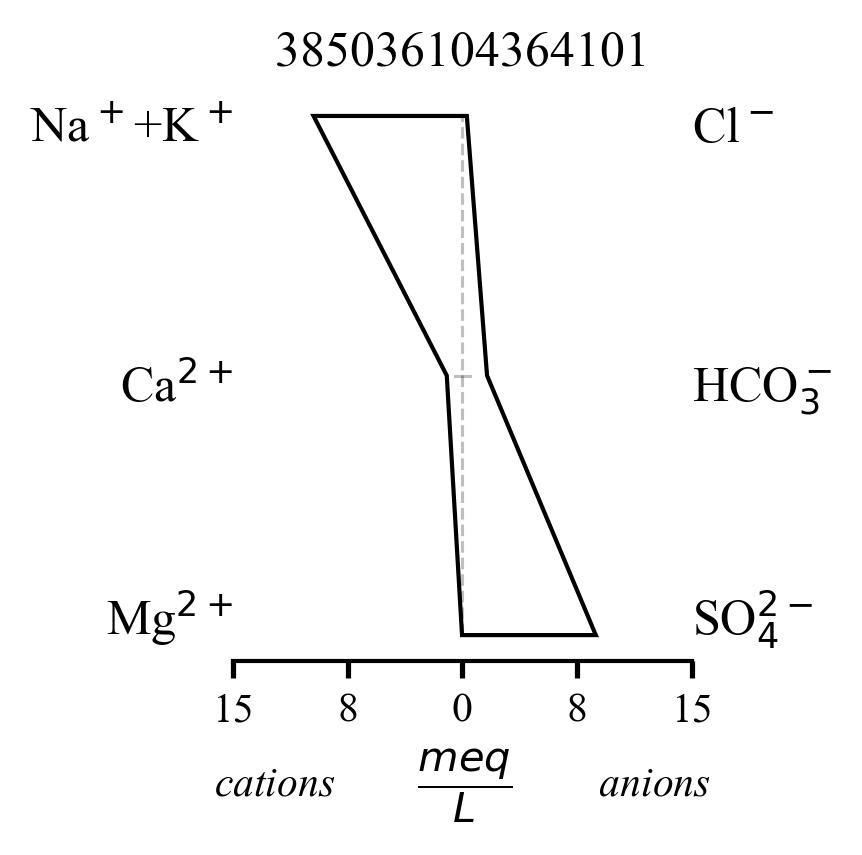 385036104364101
Na⁺+K⁺ Cl⁻
Ca²⁺ HCO₃⁻
Mg²⁺ SO₄²⁻
15 8 0 8 15
cations meq/L anions